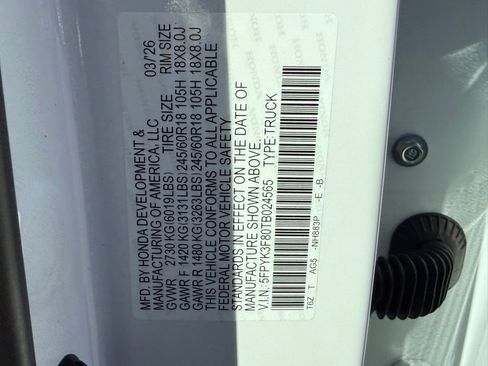 MFD. BY HONDA DEVELOPMENT & 03/'26
MANUFACTURING OF AMERICA, LLC
GVWR 2730 KG(6019LBS) TIRE SIZE RIM SIZE
GAWR F 1420 KG(3131LBS) 245/60R18 105H 18X8.0J
GAWR R 1480 KG(3263LBS) 245/60R18 105H 18X8.0J
THIS VEHICLE CONFORMS TO ALL APPLICABLE
FEDERAL MOTOR VEHICLE SAFETY
STANDARDS IN EFFECT ON THE DATE OF
MANUFACTURE SHOWN ABOVE.
V.I.N.: 5FPYK3F80TB024565 TYPE:TRUCK
T6Z T AG5 -NH883P -E -B